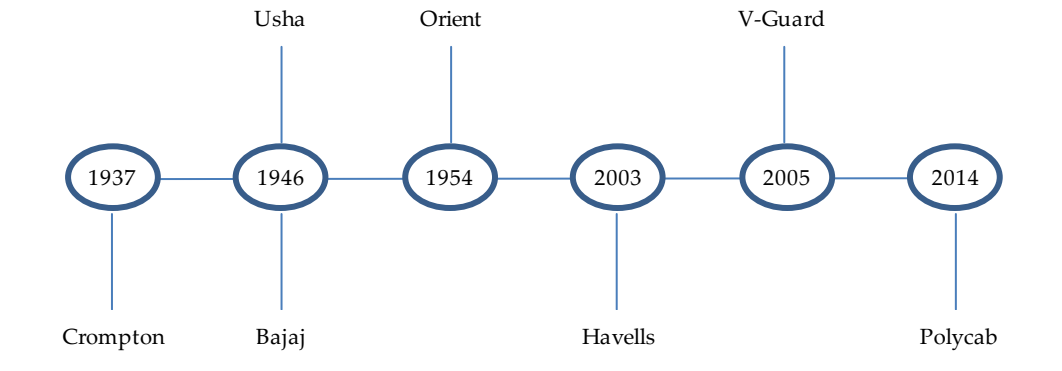 Usha Orient V-Guard
1937 1946 1954 2003 2005 2014
Crompton Bajaj Havells Polycab